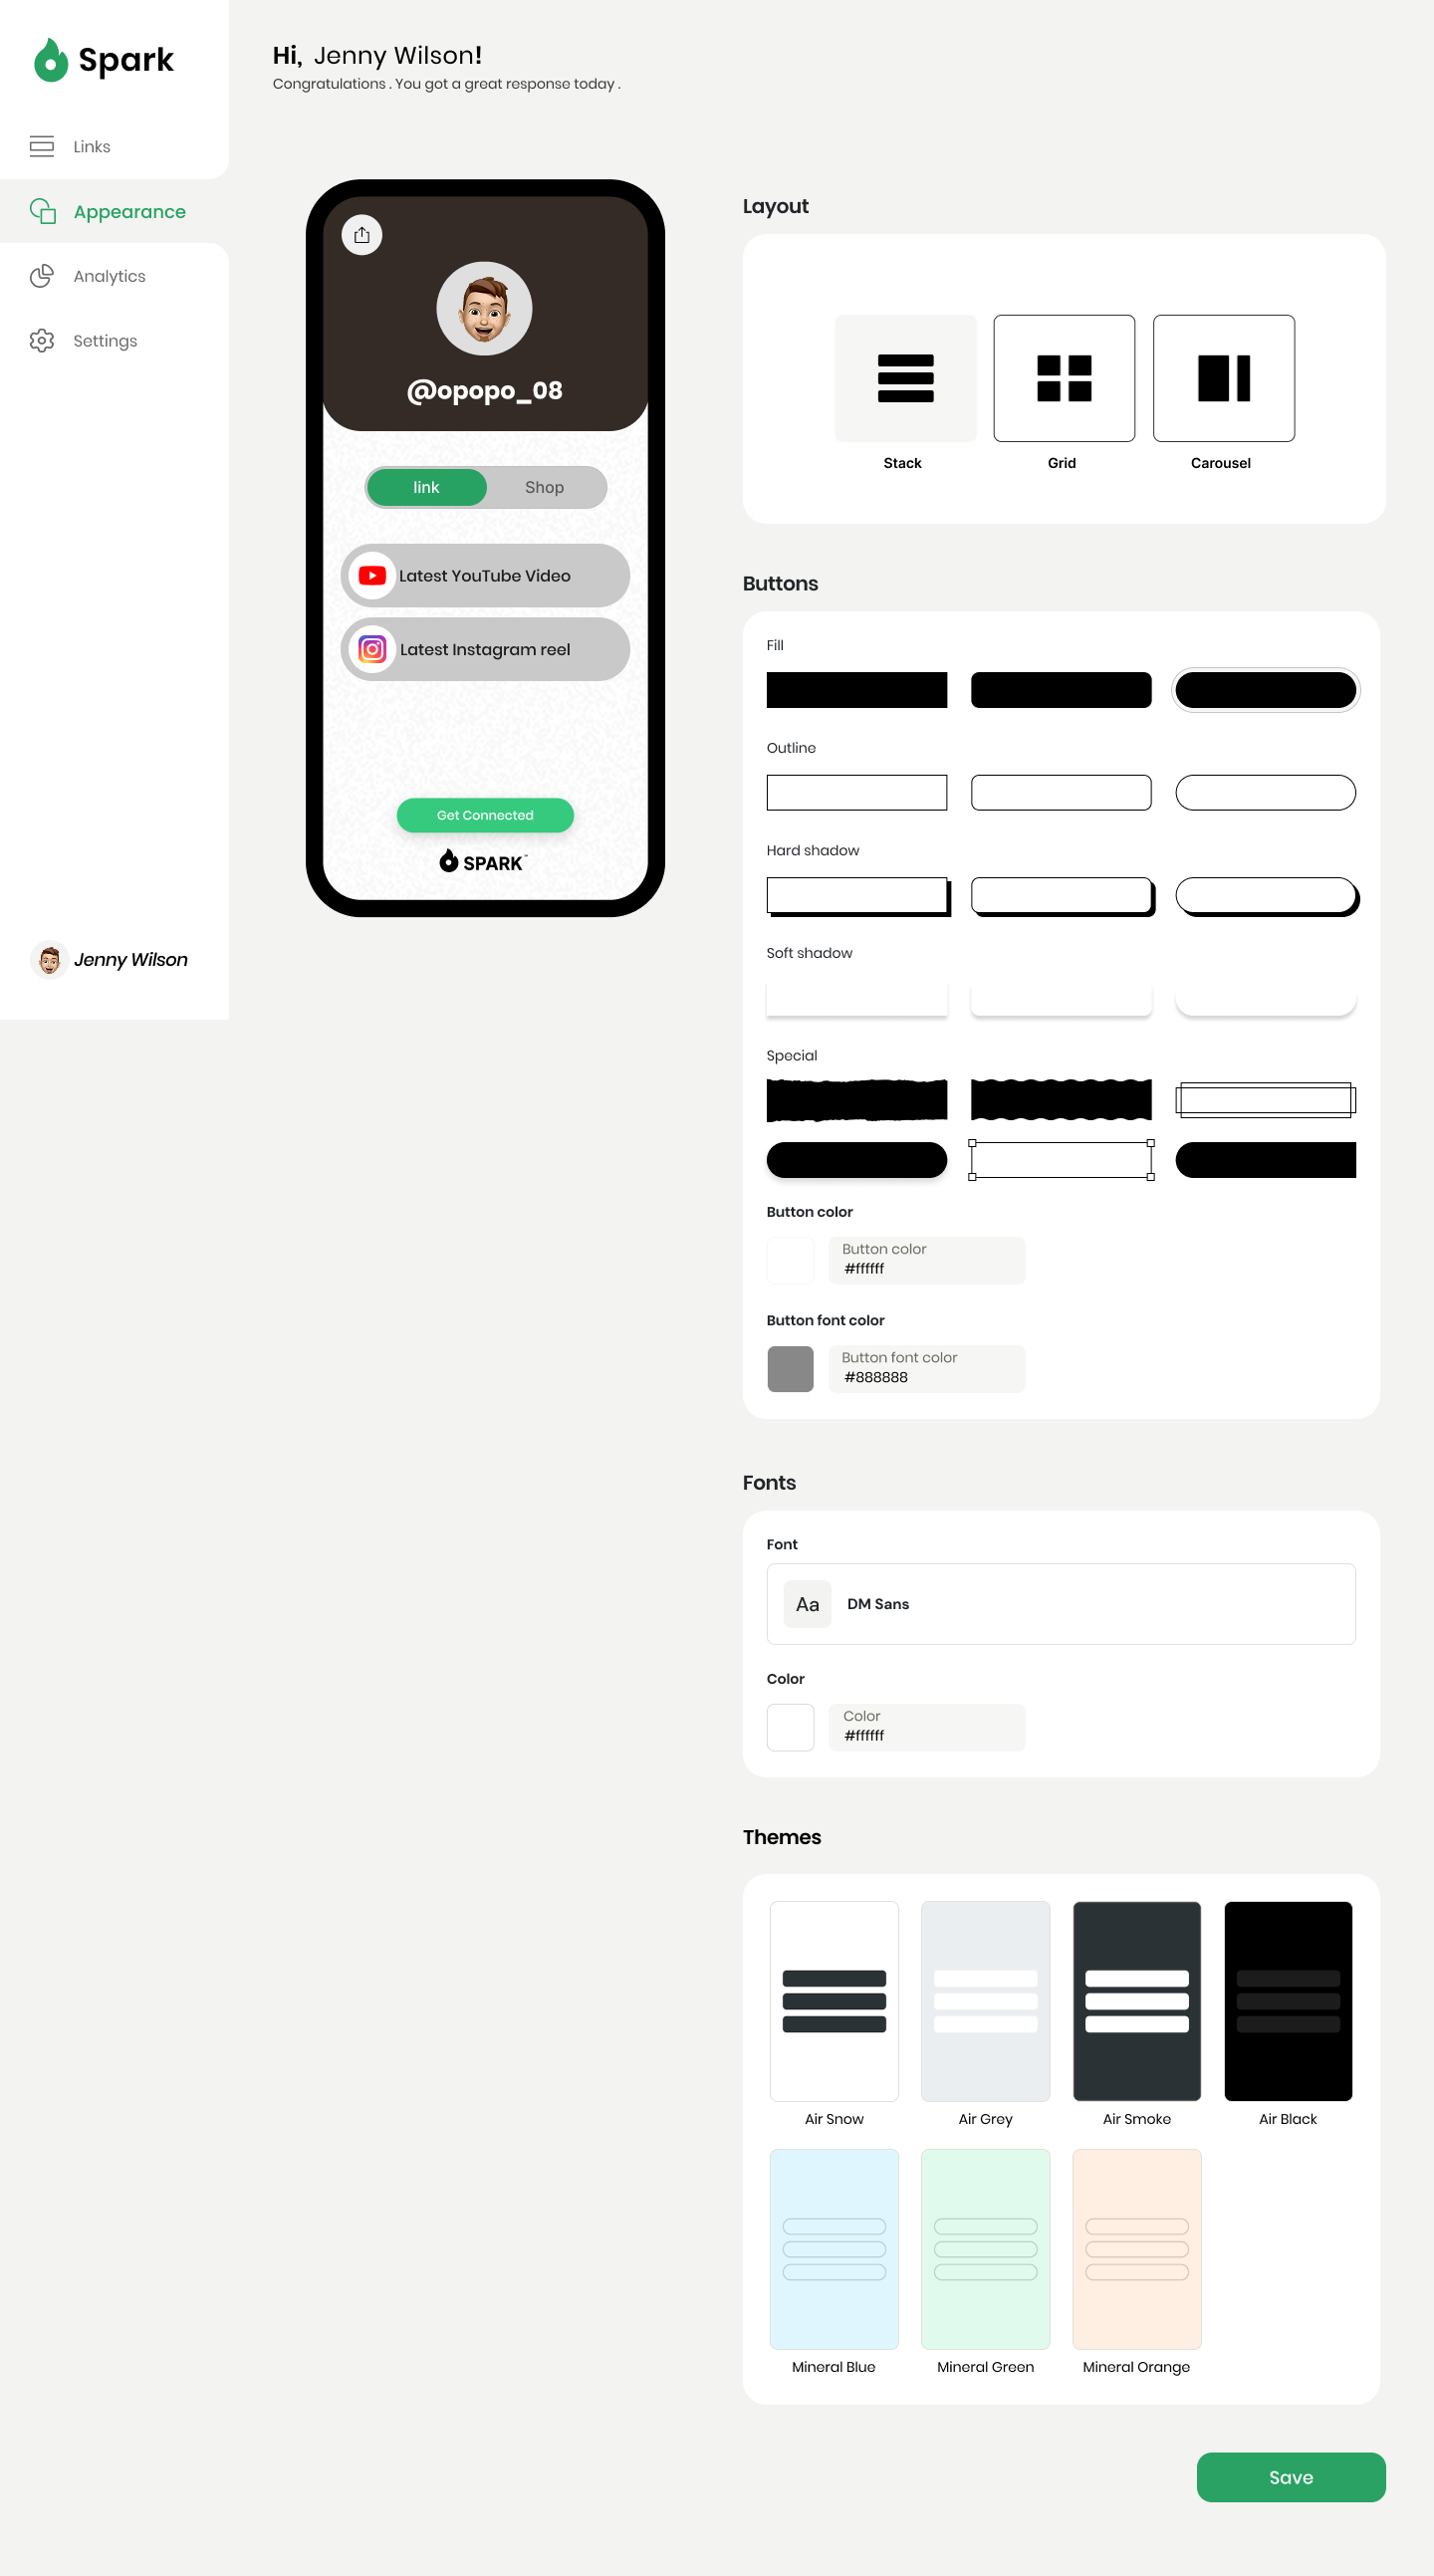 Spark
Links
Appearance
Analytics
Settings
Jenny Wilson
Hi, Jenny Wilson!
Congratulations . You got a great response today .
@opopo_08
link Shop
Latest YouTube Video
Latest Instagram reel
Get Connected
SPARK™
Layout
Stack Grid Carousel
Buttons
Fill
Outline
Hard shadow
Soft shadow
Special
Button color
Button color
#ffffff
Button font color
Button font color
#888888
Fonts
Font
Aa DM Sans
Color
Color
#ffffff
Themes
Air Snow Air Grey Air Smoke Air Black
Mineral Blue Mineral Green Mineral Orange
Save